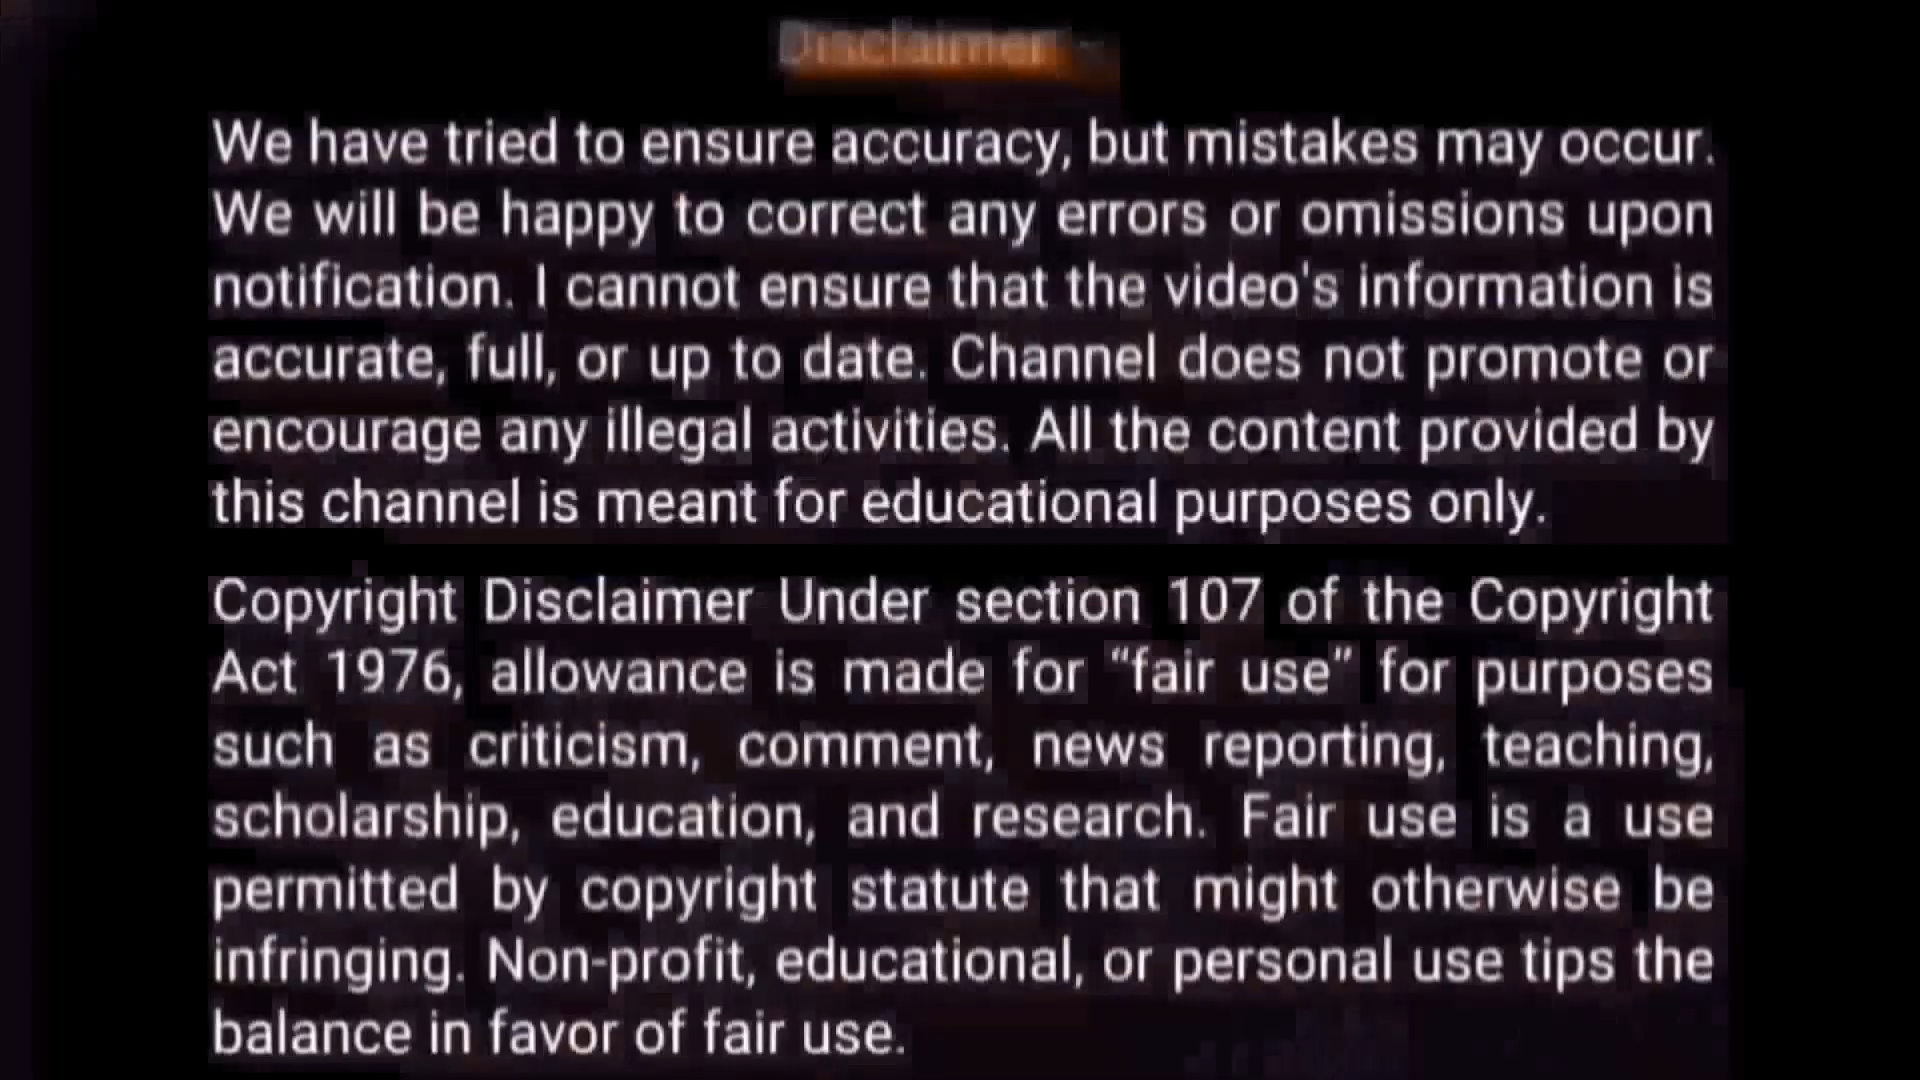 Disclaimer -
We have tried to ensure accuracy, but mistakes may occur.
We will be happy to correct any errors or omissions upon
notification. I cannot ensure that the video's information is
accurate, full, or up to date. Channel does not promote or
encourage any illegal activities. All the content provided by
this channel is meant for educational purposes only.
Copyright Disclaimer Under section 107 of the Copyright
Act 1976, allowance is made for “fair use” for purposes
such as criticism, comment, news reporting, teaching,
scholarship, education, and research. Fair use is a use
permitted by copyright statute that might otherwise be
infringing. Non-profit, educational, or personal use tips the
balance in favor of fair use.